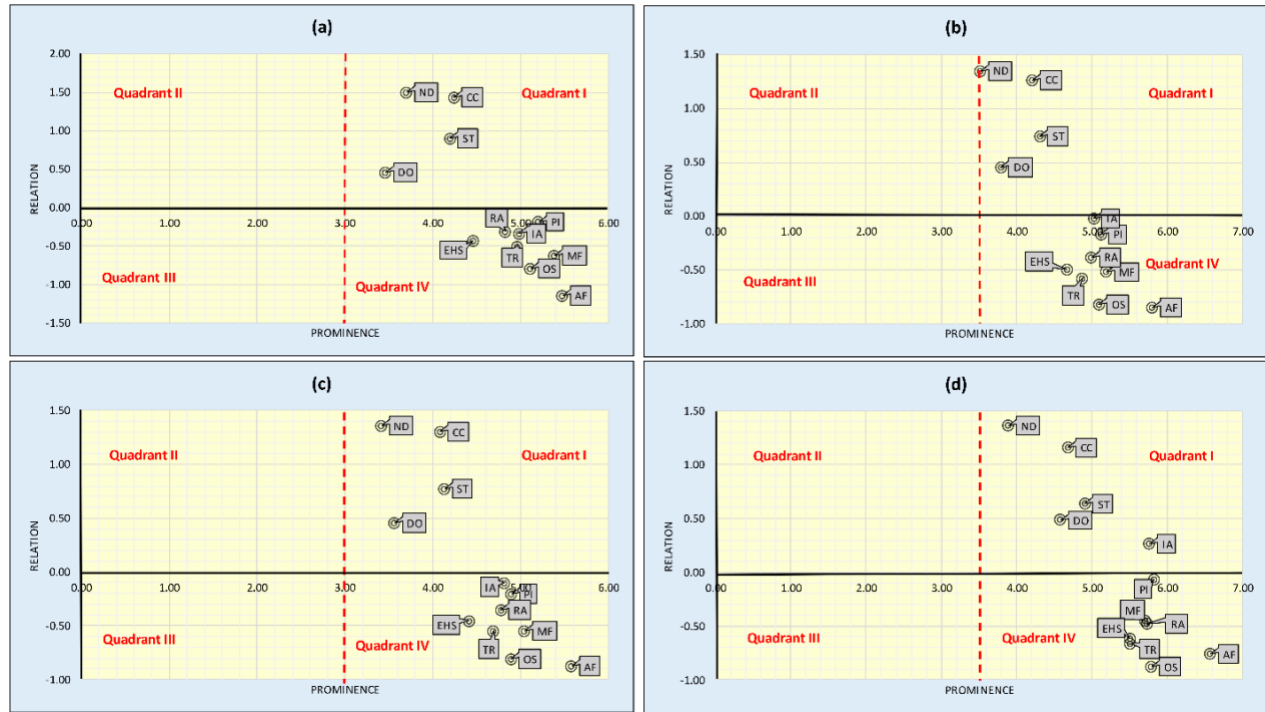 (a)
2.00
1.50
1.00
0.50
0.00
-0.50
-1.00
-1.50
RELATION
Quadrant II
Quadrant I
Quadrant III
Quadrant IV
ND
CC
ST
DO
RA
PI
IA
EHS
TR
MF
OS
AF
0.00 1.00 2.00 3.00 4.00 5.00 6.00
PROMINENCE
(b)
1.50
1.00
0.50
0.00
-0.50
-1.00
RELATION
Quadrant II
Quadrant I
Quadrant III
Quadrant IV
ND
CC
ST
DO
IA
PI
RA
EHS
MF
TR
OS
AF
0.00 1.00 2.00 3.00 4.00 5.00 6.00 7.00
PROMINENCE
(c)
1.50
1.00
0.50
0.00
-0.50
-1.00
RELATION
Quadrant II
Quadrant I
Quadrant III
Quadrant IV
ND
CC
ST
DO
IA
PI
RA
EHS
MF
TR
OS
AF
0.00 1.00 2.00 3.00 4.00 5.00 6.00
PROMINENCE
(d)
1.50
1.00
0.50
0.00
-0.50
-1.00
RELATION
Quadrant II
Quadrant I
Quadrant III
Quadrant IV
ND
CC
ST
DO
IA
PI
MF
RA
EHS
TR
AF
OS
0.00 1.00 2.00 3.00 4.00 5.00 6.00 7.00
PROMINENCE